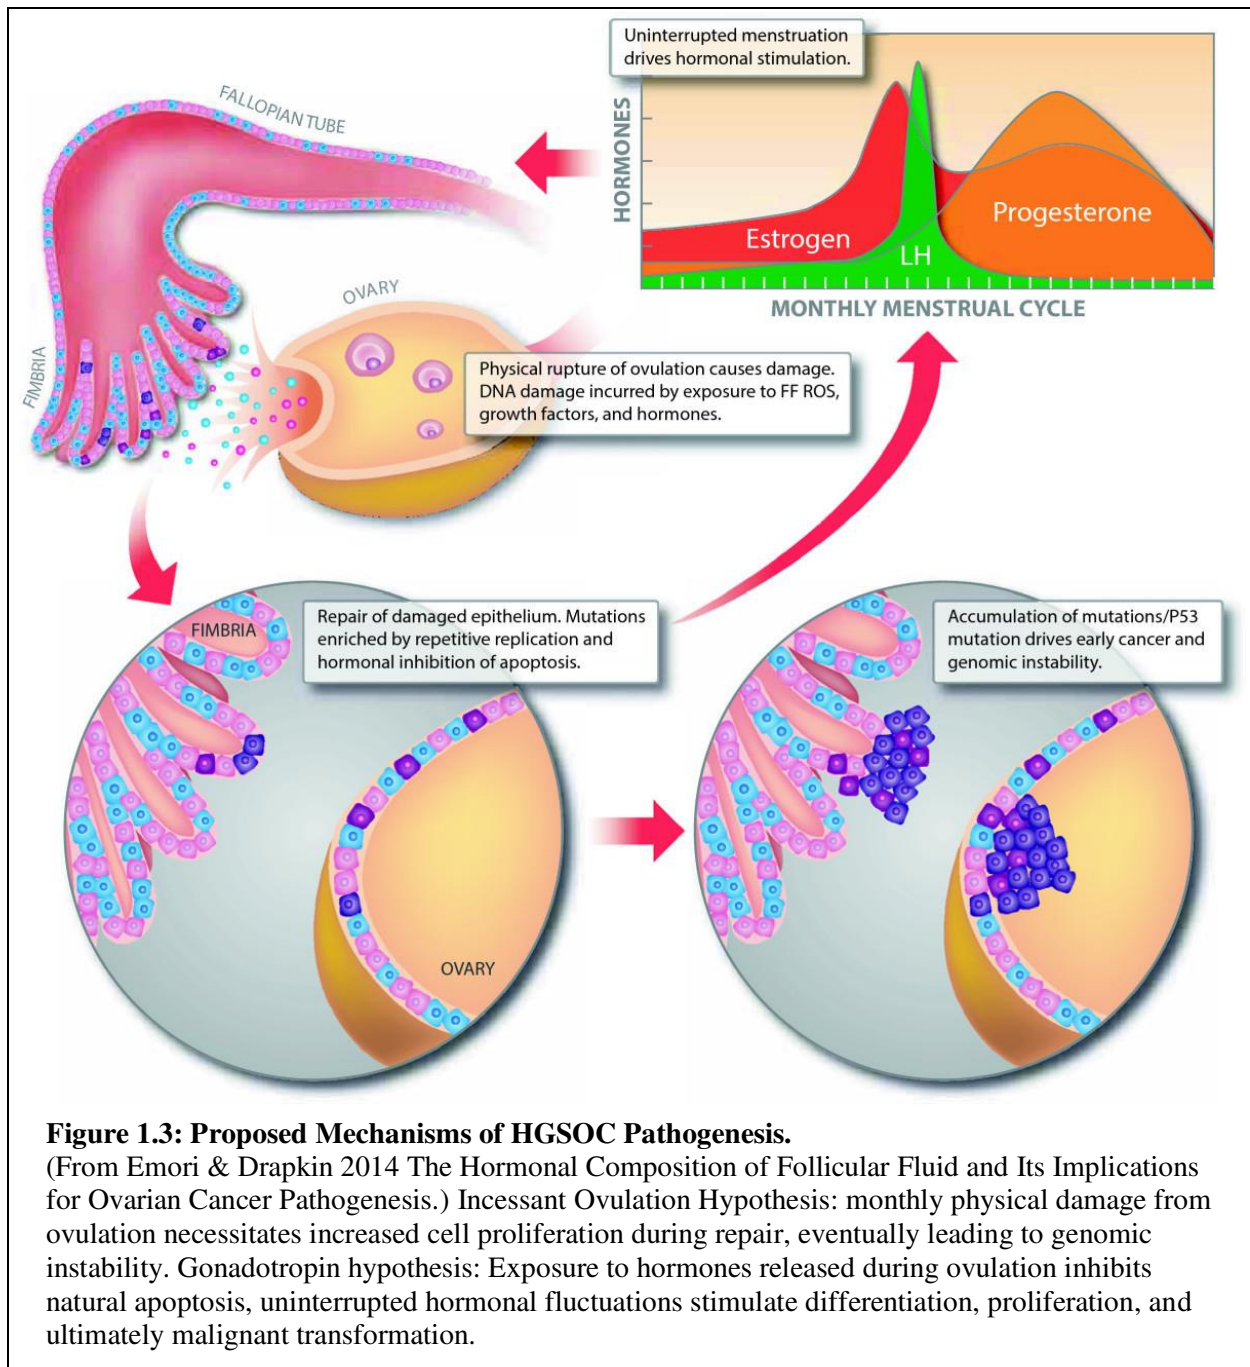 Uninterrupted menstruation
drives hormonal stimulation.
HORMONES
Estrogen
LH
Progesterone
MONTHLY MENSTRUAL CYCLE
FALLOPIAN TUBE
FIMBRIA
OVARY
Physical rupture of ovulation causes damage.
DNA damage incurred by exposure to FF ROS,
growth factors, and hormones.
FIMBRIA
Repair of damaged epithelium. Mutations
enriched by repetitive replication and
hormonal inhibition of apoptosis.
OVARY
Accumulation of mutations/P53
mutation drives early cancer and
genomic instability.
Figure 1.3: Proposed Mechanisms of HGSOC Pathogenesis.
(From Emori & Drapkin 2014 The Hormonal Composition of Follicular Fluid and Its Implications
for Ovarian Cancer Pathogenesis.) Incessant Ovulation Hypothesis: monthly physical damage from
ovulation necessitates increased cell proliferation during repair, eventually leading to genomic
instability. Gonadotropin hypothesis: Exposure to hormones released during ovulation inhibits
natural apoptosis, uninterrupted hormonal fluctuations stimulate differentiation, proliferation, and
ultimately malignant transformation.